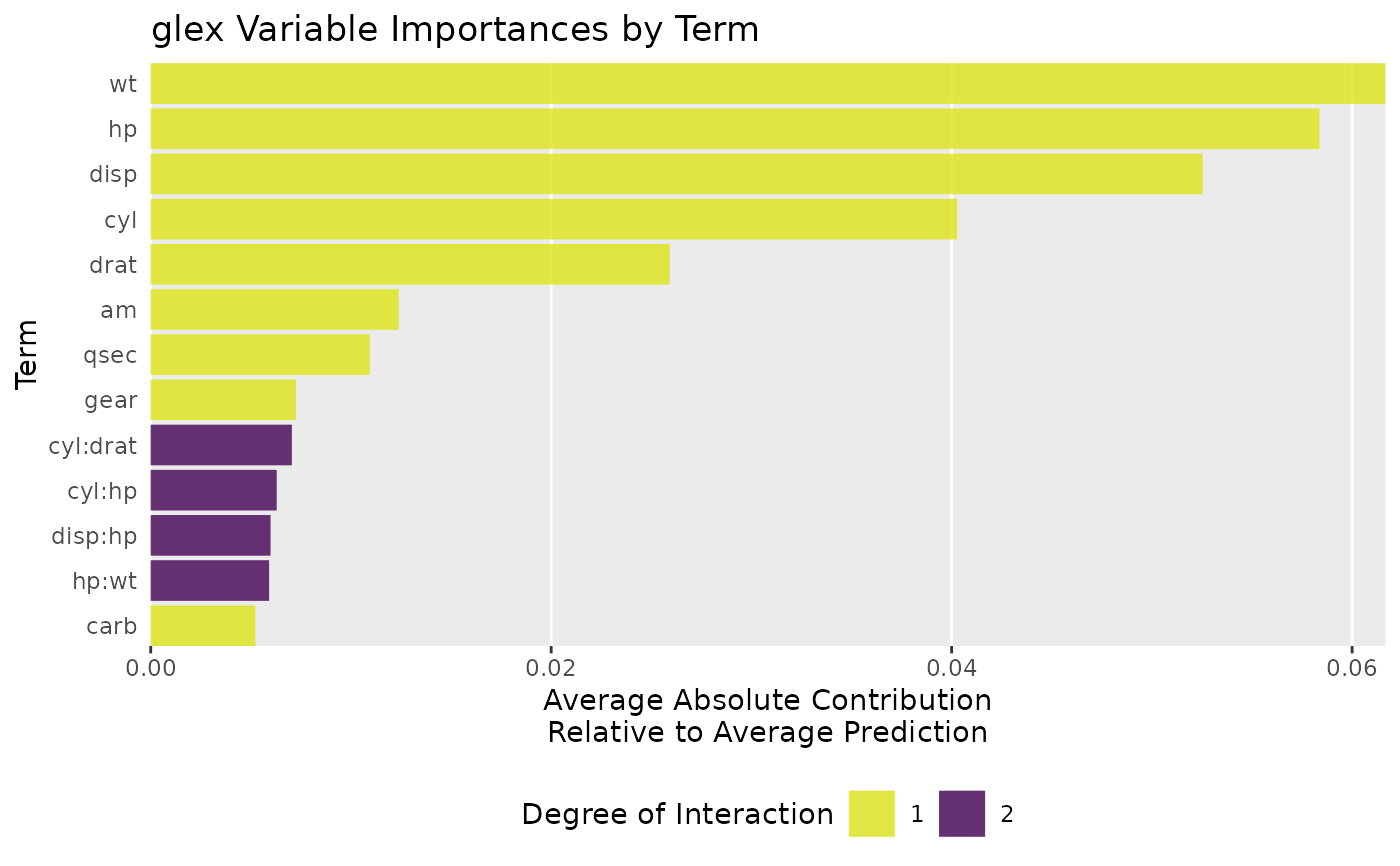 glex Variable Importances by Term
Term
wt
hp
disp
cyl
drat
am
qsec
gear
cyl:drat
cyl:hp
disp:hp
hp:wt
carb
0.00 0.02 0.04 0.06
Average Absolute Contribution
Relative to Average Prediction
Degree of Interaction 1 2